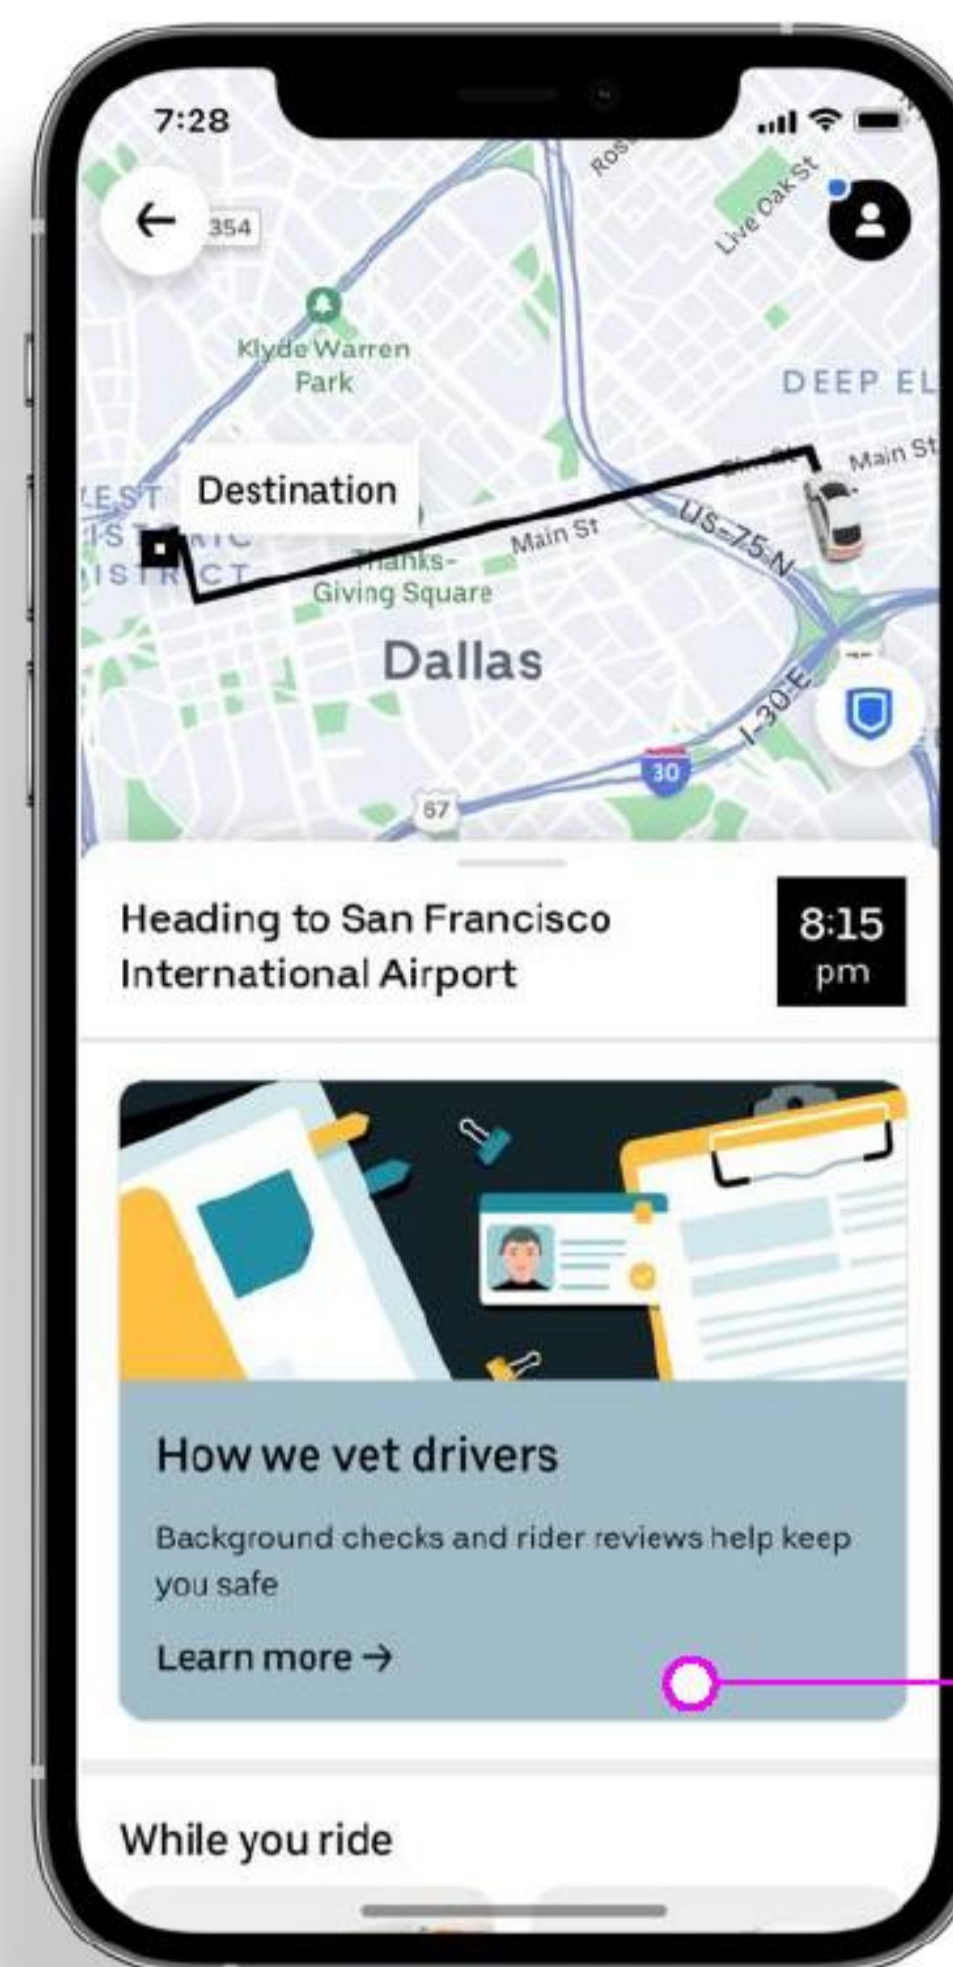 7:28
Live Oak St
354
Klyde Warren
Park
DEEP EL
Main St
Destination
US-75 N
Main St
Thanks-
Giving Square
Dallas
I-30 E
30
67
Heading to San Francisco
International Airport
8:15
pm
How we vet drivers
Background checks and rider reviews help keep
you safe
Learn more →
While you ride